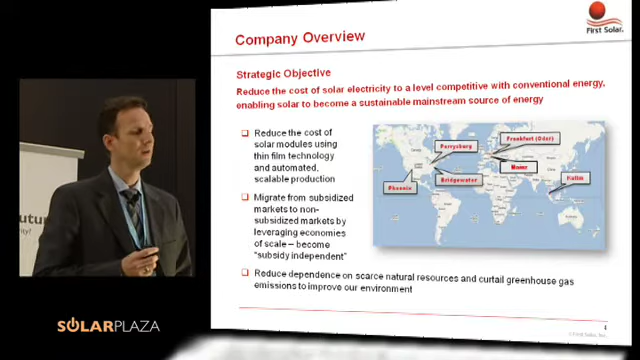 Company Overview
First Solar.
Strategic Objective
Reduce the cost of solar electricity to a level competitive with conventional energy,
enabling solar to become a sustainable mainstream source of energy
Reduce the cost of
solar modules using
thin film technology
and automated,
scalable production
Migrate from subsidized
markets to non-
subsidized markets by
leveraging economies
of scale – become
"subsidy independent"
Reduce dependence on scarce natural resources and curtail greenhouse gas
emissions to improve our environment
Perrysburg
Frankfurt (Oder)
Mainz
Kulim
Phoenix
Bridgewater
SOLARPLAZA